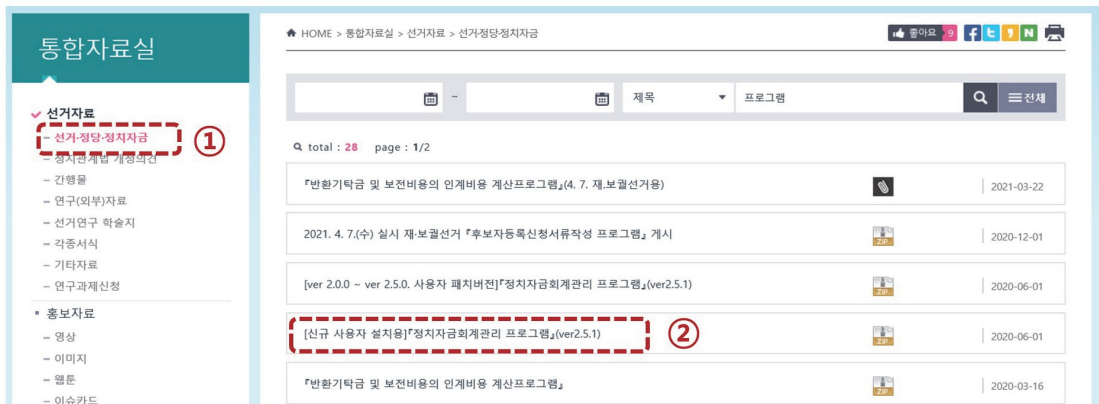 통합자료실
선거자료
– 선거·정당·정치자금
①
– 정치관계법 개정의견
– 간행물
– 연구(외부)자료
– 선거연구 학술지
– 각종서식
– 기타자료
– 연구과제신청
홍보자료
– 영상
– 이미지
– 웹툰
– 이슈카드
HOME > 통합자료실 > 선거자료 > 선거·정당·정치자금
좋아요 9
~ 제목 프로그램 전체
total : 28 page : 1/2
『반환기탁금 및 보전비용의 인계비용 계산프로그램』(4. 7. 재.보궐선거용) 2021-03-22
2021. 4. 7.(수) 실시 재·보궐선거 『후보자등록신청서류작성 프로그램』 게시 ZIP 2020-12-01
[ver 2.0.0 ~ ver 2.5.0. 사용자 패치버전]『정치자금회계관리 프로그램』(ver2.5.1) ZIP 2020-06-01
[신규 사용자 설치용]『정치자금회계관리 프로그램』(ver2.5.1) ② ZIP 2020-06-01
『반환기탁금 및 보전비용의 인계비용 계산프로그램』 ZIP 2020-03-16